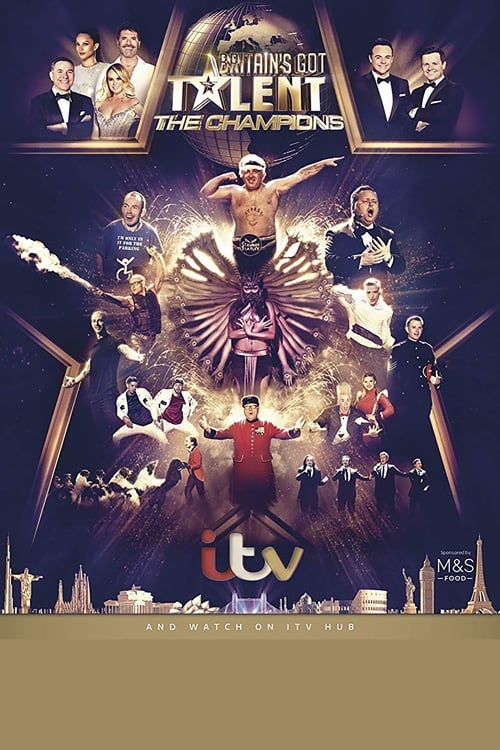 BRITAIN'S GOT
TALENT
THE CHAMPIONS
I'M ONLY IN
IT FOR THE
PARKING
itv
Sponsored by
M&S
FOOD
AND WATCH ON ITV HUB